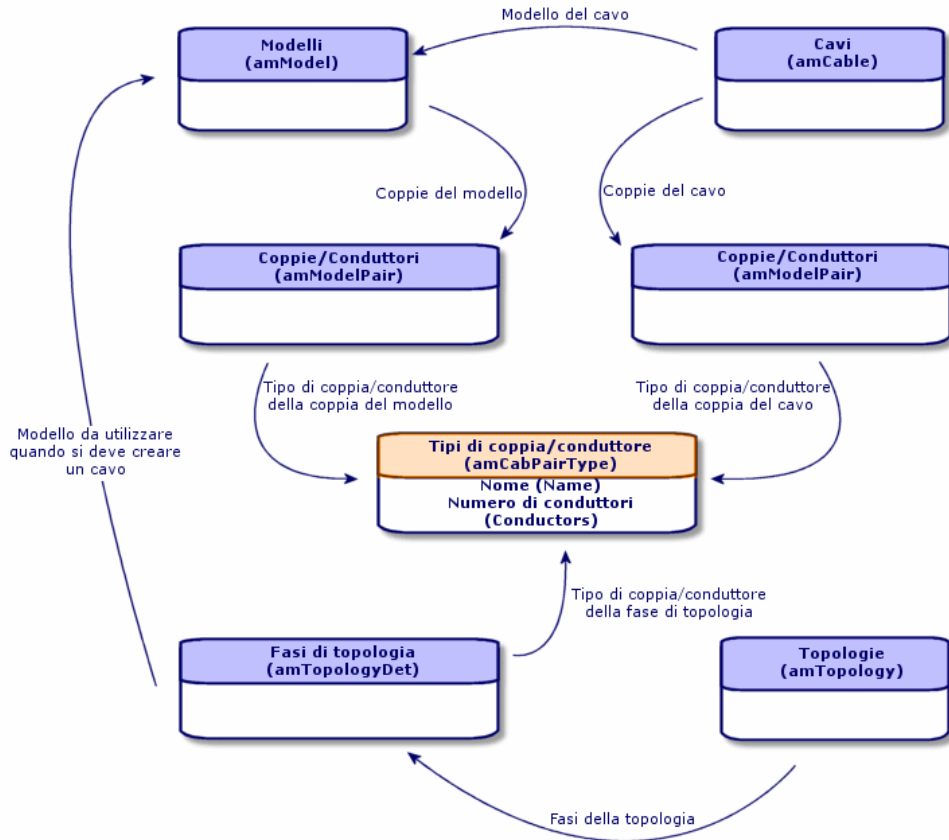 Modello del cavo
Modelli
(amModel)
Cavi
(amCable)
Coppie del modello
Coppie del cavo
Coppie/Conduttori
(amModelPair)
Coppie/Conduttori
(amModelPair)
Tipo di coppia/conduttore
della coppia del modello
Tipo di coppia/conduttore
della coppia del cavo
Modello da utilizzare
quando si deve creare
un cavo
Tipi di coppia/conduttore
(amCabPairType)
Nome (Name)
Numero di conduttori
(Conductors)
Tipo di coppia/conduttore
della fase di topologia
Fasi di topologia
(amTopologyDet)
Topologie
(amTopology)
Fasi della topologia